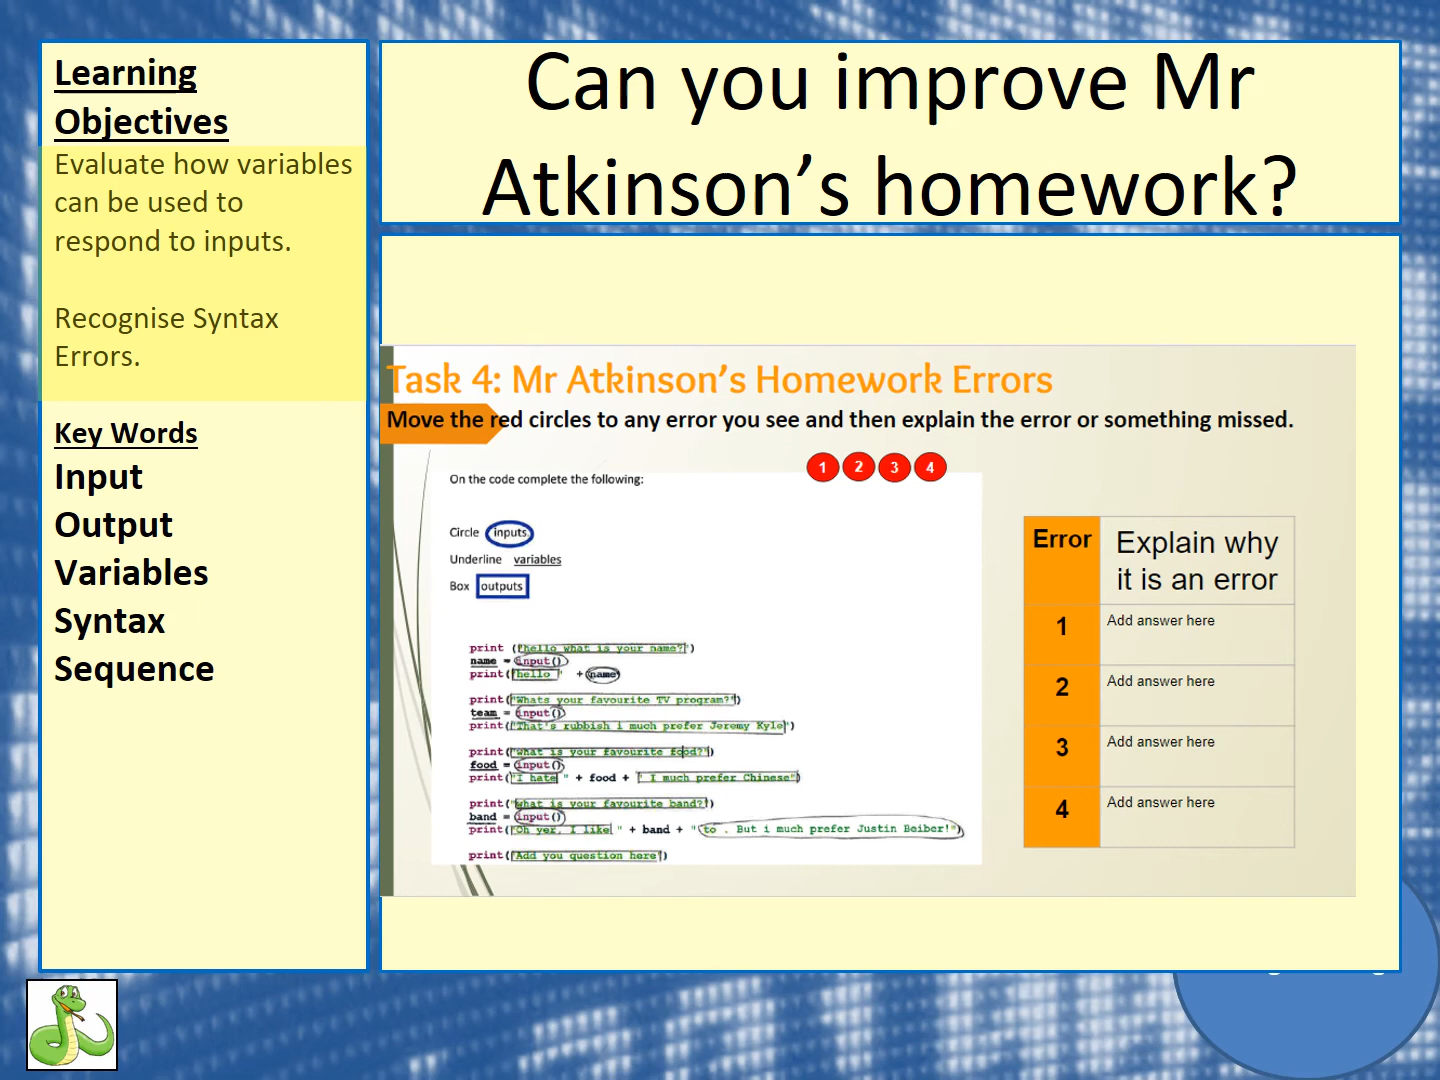 Learning
Objectives
Evaluate how variables
can be used to
respond to inputs.
Recognise Syntax
Errors.
Key Words
Input
Output
Variables
Syntax
Sequence
Can you improve Mr
Atkinson’s homework?
Task 4: Mr Atkinson’s Homework Errors
Move the red circles to any error you see and then explain the error or something missed.
1 2 3 4
On the code complete the following:
Circle inputs
Underline variables
Box outputs
print ("hello what is your name?")
name = input()
print("hello " + name)
print("Whats your favourite TV program?")
team = input()
print("That's rubbish i much prefer Jeremy Kyle")
print("What is your favourite food?")
food = input()
print("I hate " + food + " I much prefer Chinese")
print("What is your favourite band?")
band = input()
print("Oh yer, I like " + band + "to . But i much prefer Justin Beiber!")
print("Add you question here")
Error Explain why
it is an error
1 Add answer here
2 Add answer here
3 Add answer here
4 Add answer here